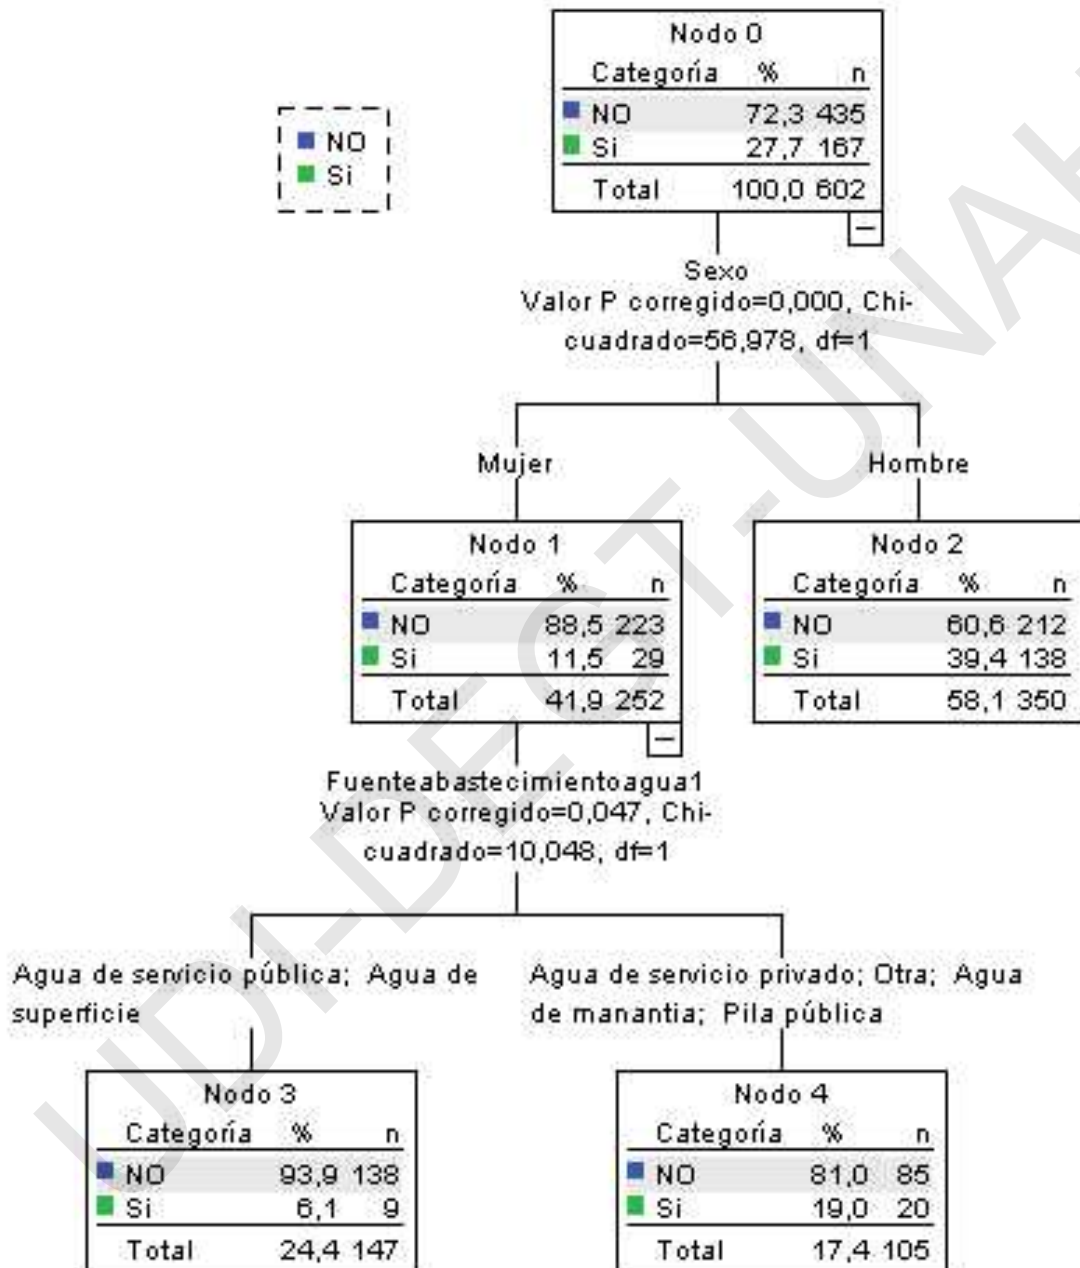 Nodo 0
Categoría % n
NO 72,3 435
Si 27,7 167
Total 100,0 602
NO
Si
Sexo
Valor P corregido=0,000, Chi-
cuadrado=56,978, df=1
Mujer
Hombre
Nodo 1
Categoría % n
NO 88,5 223
Si 11,5 29
Total 41,9 252
Nodo 2
Categoría % n
NO 60,6 212
Si 39,4 138
Total 58,1 350
Fuenteabastecimientoagua1
Valor P corregido=0,047, Chi-
cuadrado=10,048, df=1
Agua de servicio pública; Agua de
superficie
Agua de servicio privado; Otra; Agua
de manantia; Pila pública
Nodo 3
Categoría % n
NO 93,9 138
Si 6,1 9
Total 24,4 147
Nodo 4
Categoría % n
NO 81,0 85
Si 19,0 20
Total 17,4 105
UDI-DEGT-UNAH